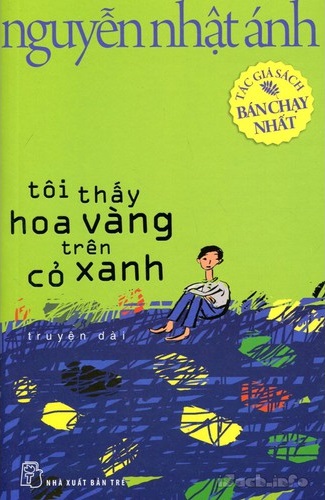 nguyễn nhật ánh
TÁC GIẢ SÁCH
BÁN CHẠY
NHẤT
tôi thấy
hoa vàng
trên
cỏ xanh
truyện dài
NHÀ XUẤT BẢN TRẺ
iSach.info